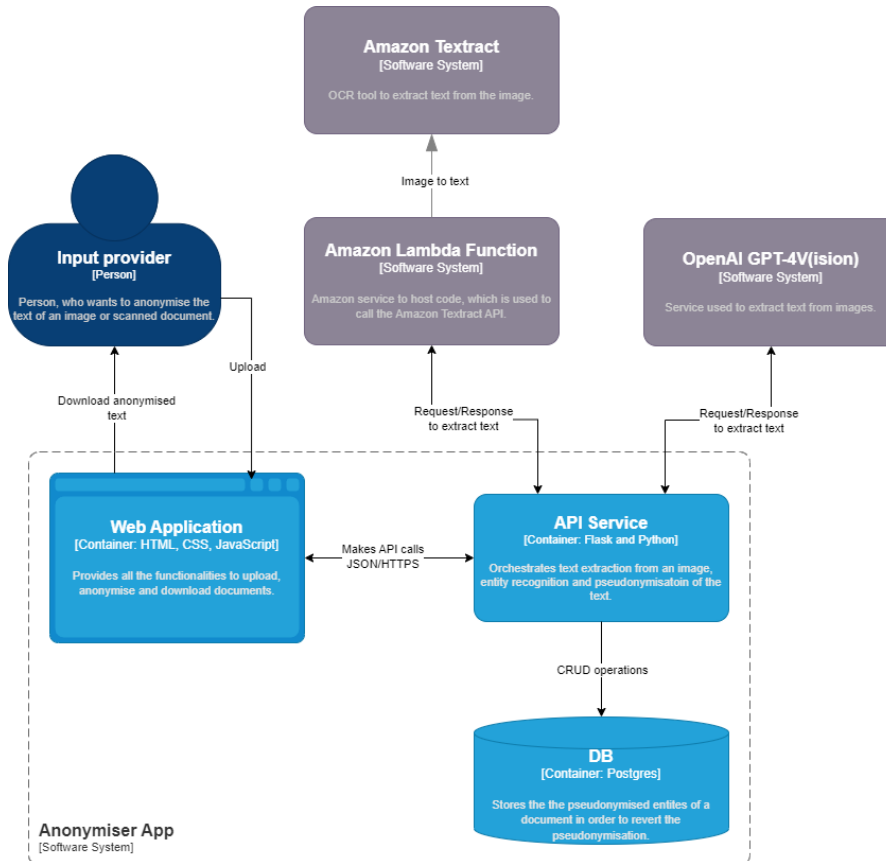 Amazon Textract
[Software System]
OCR tool to extract text from the image.
Image to text
Input provider
[Person]
Person, who wants to anonymise the
text of an image or scanned document.
Amazon Lambda Function
[Software System]
Amazon service to host code, which is used to
call the Amazon Textract API.
OpenAI GPT-4V(ision)
[Software System]
Service used to extract text from images.
Upload
Download anonymised
text
Request/Response
to extract text
Request/Response
to extract text
Web Application
[Container: HTML, CSS, JavaScript]
Provides all the functionalities to upload,
anonymise and download documents.
Makes API calls
JSON/HTTPS
API Service
[Container: Flask and Python]
Orchestrates text extraction from an image,
entity recognition and pseudonymisatoin of the
text.
CRUD operations
DB
[Container: Postgres]
Stores the the pseudonymised entites of a
document in order to revert the
pseudonymisation.
Anonymiser App
[Software System]